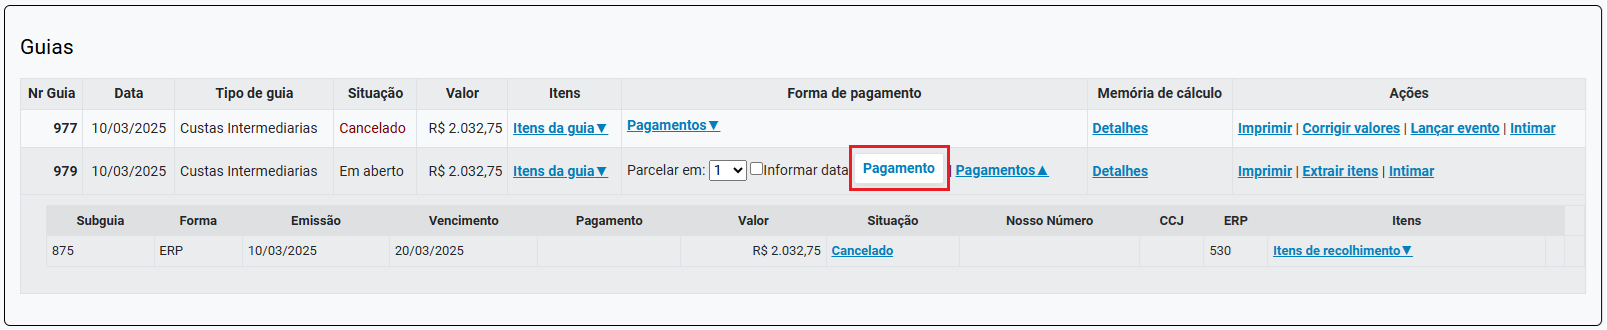 Guias
Nr Guia Data Tipo de guia Situação Valor Itens Forma de pagamento Memória de cálculo Ações
977 10/03/2025 Custas Intermediarias Cancelado R$ 2.032,75 Itens da guia▼ Pagamentos▼ Detalhes Imprimir | Corrigir valores | Lançar evento | Intimar
979 10/03/2025 Custas Intermediarias Em aberto R$ 2.032,75 Itens da guia▼ Parcelar em: 1 Informar data Pagamento | Pagamentos▲ Detalhes Imprimir | Extrair itens | Intimar
Subguia Forma Emissão Vencimento Pagamento Valor Situação Nosso Número CCJ ERP Itens
875 ERP 10/03/2025 20/03/2025 R$ 2.032,75 Cancelado 530 Itens de recolhimento▼